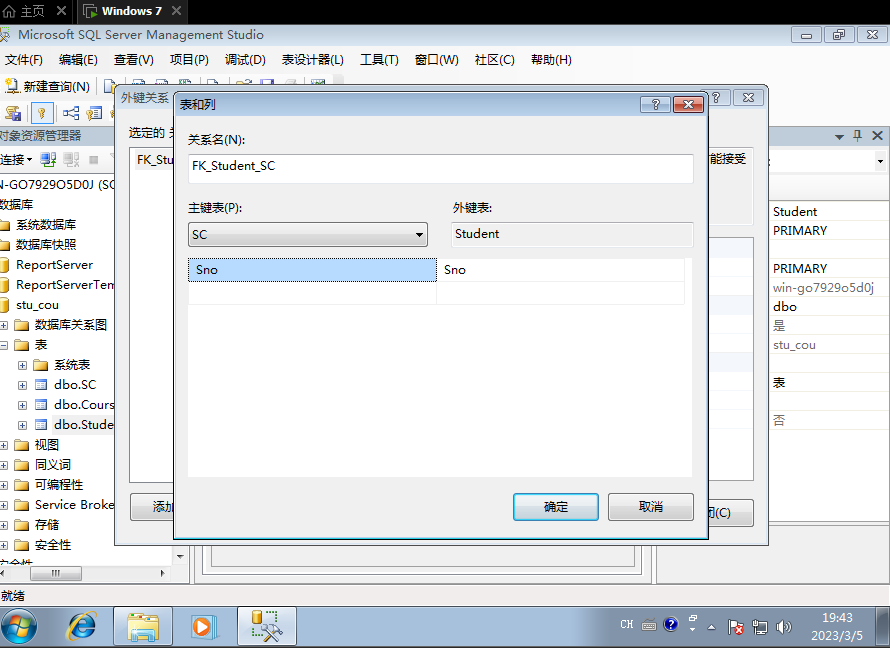 主页
Windows 7
Microsoft SQL Server Management Studio
文件(F) 编辑(E) 查看(V) 项目(P) 调试(D) 表设计器(L) 工具(T) 窗口(W) 社区(C) 帮助(H)
新建查询(N)
外键关系
表和列
对象资源管理器
选定的 关
关系名(N):
连接
FK_Stu
FK_Student_SC
能接受
N-GO7929O5D0J (SQ
数据库
主键表(P):
外键表:
系统数据库
Student
SC
Student
数据库快照
PRIMARY
ReportServer
Sno
Sno
PRIMARY
ReportServerTem
win-go7929o5d0j
stu_cou
dbo
数据库关系图
是
表
stu_cou
系统表
dbo.SC
表
dbo.Cours
dbo.Stude
否
视图
同义词
可编程性
Service Broke
添加
确定
取消
闭(C)
存储
安全性
安全性
就绪
CH
19:43
2023/3/5